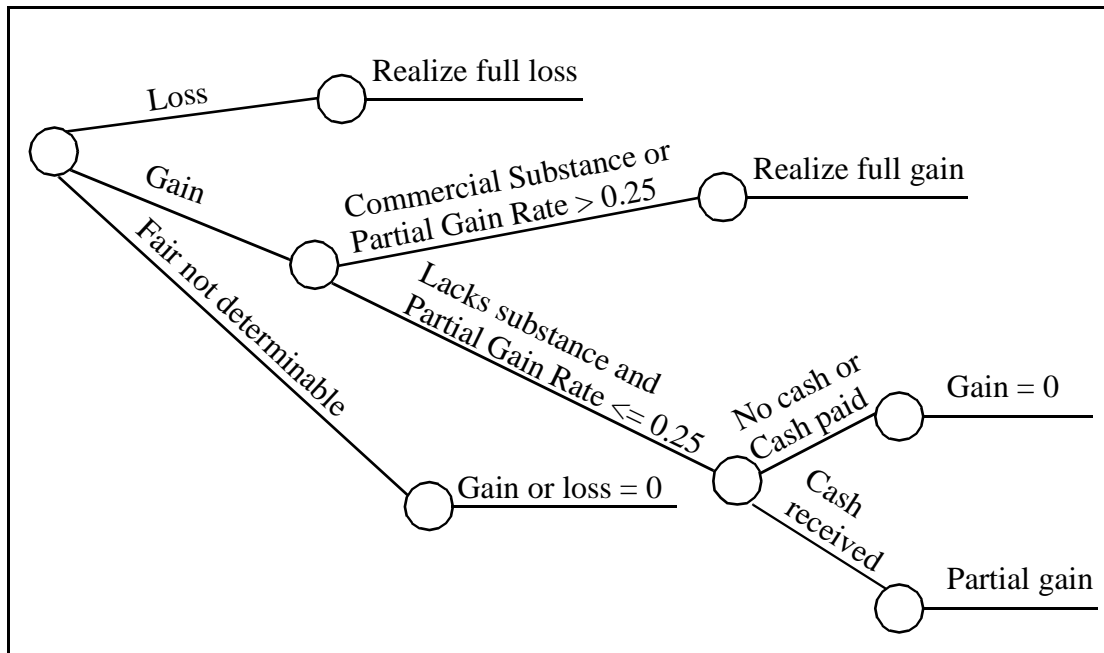 Loss
Realize full loss
Gain
Commercial Substance or
Partial Gain Rate > 0.25
Realize full gain
Fair not determinable
Lacks substance and
Partial Gain Rate <= 0.25
No cash or
Cash paid
Gain = 0
Gain or loss = 0
Cash
received
Partial gain